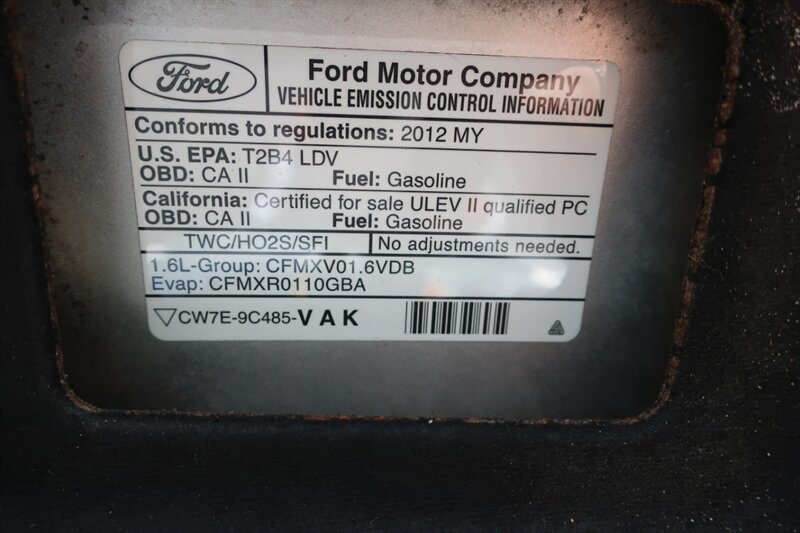 Ford
Ford Motor Company
VEHICLE EMISSION CONTROL INFORMATION
Conforms to regulations: 2012 MY
U.S. EPA: T2B4 LDV
OBD: CA II Fuel: Gasoline
California: Certified for sale ULEV II qualified PC
OBD: CA II Fuel: Gasoline
TWC/HO2S/SFI No adjustments needed.
1.6L-Group: CFMXV01.6VDB
Evap: CFMXR0110GBA
CW7E-9C485-VAK